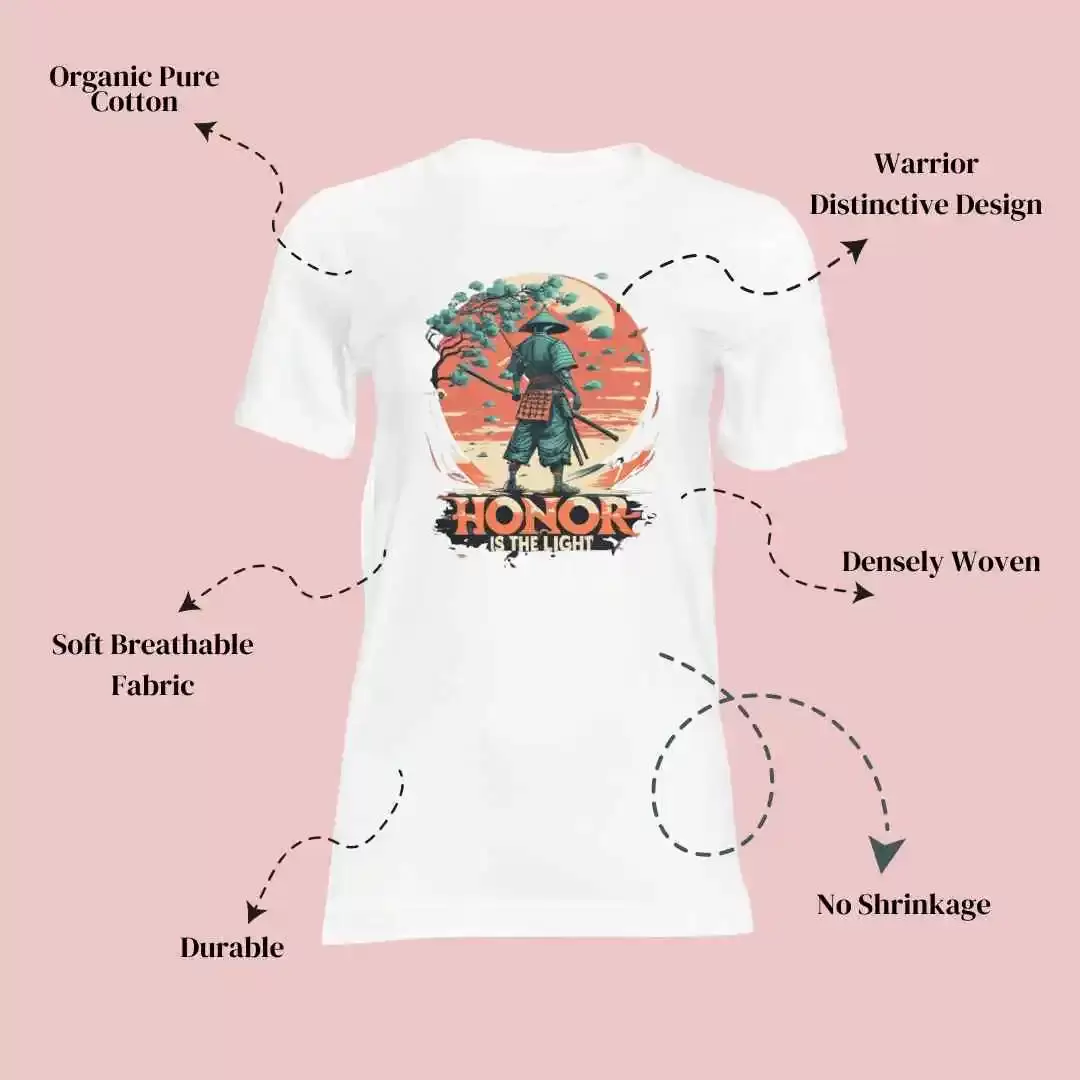 Organic Pure
Cotton
Warrior
Distinctive Design
HONOR
IS THE LIGHT
Densely Woven
Soft Breathable
Fabric
No Shrinkage
Durable